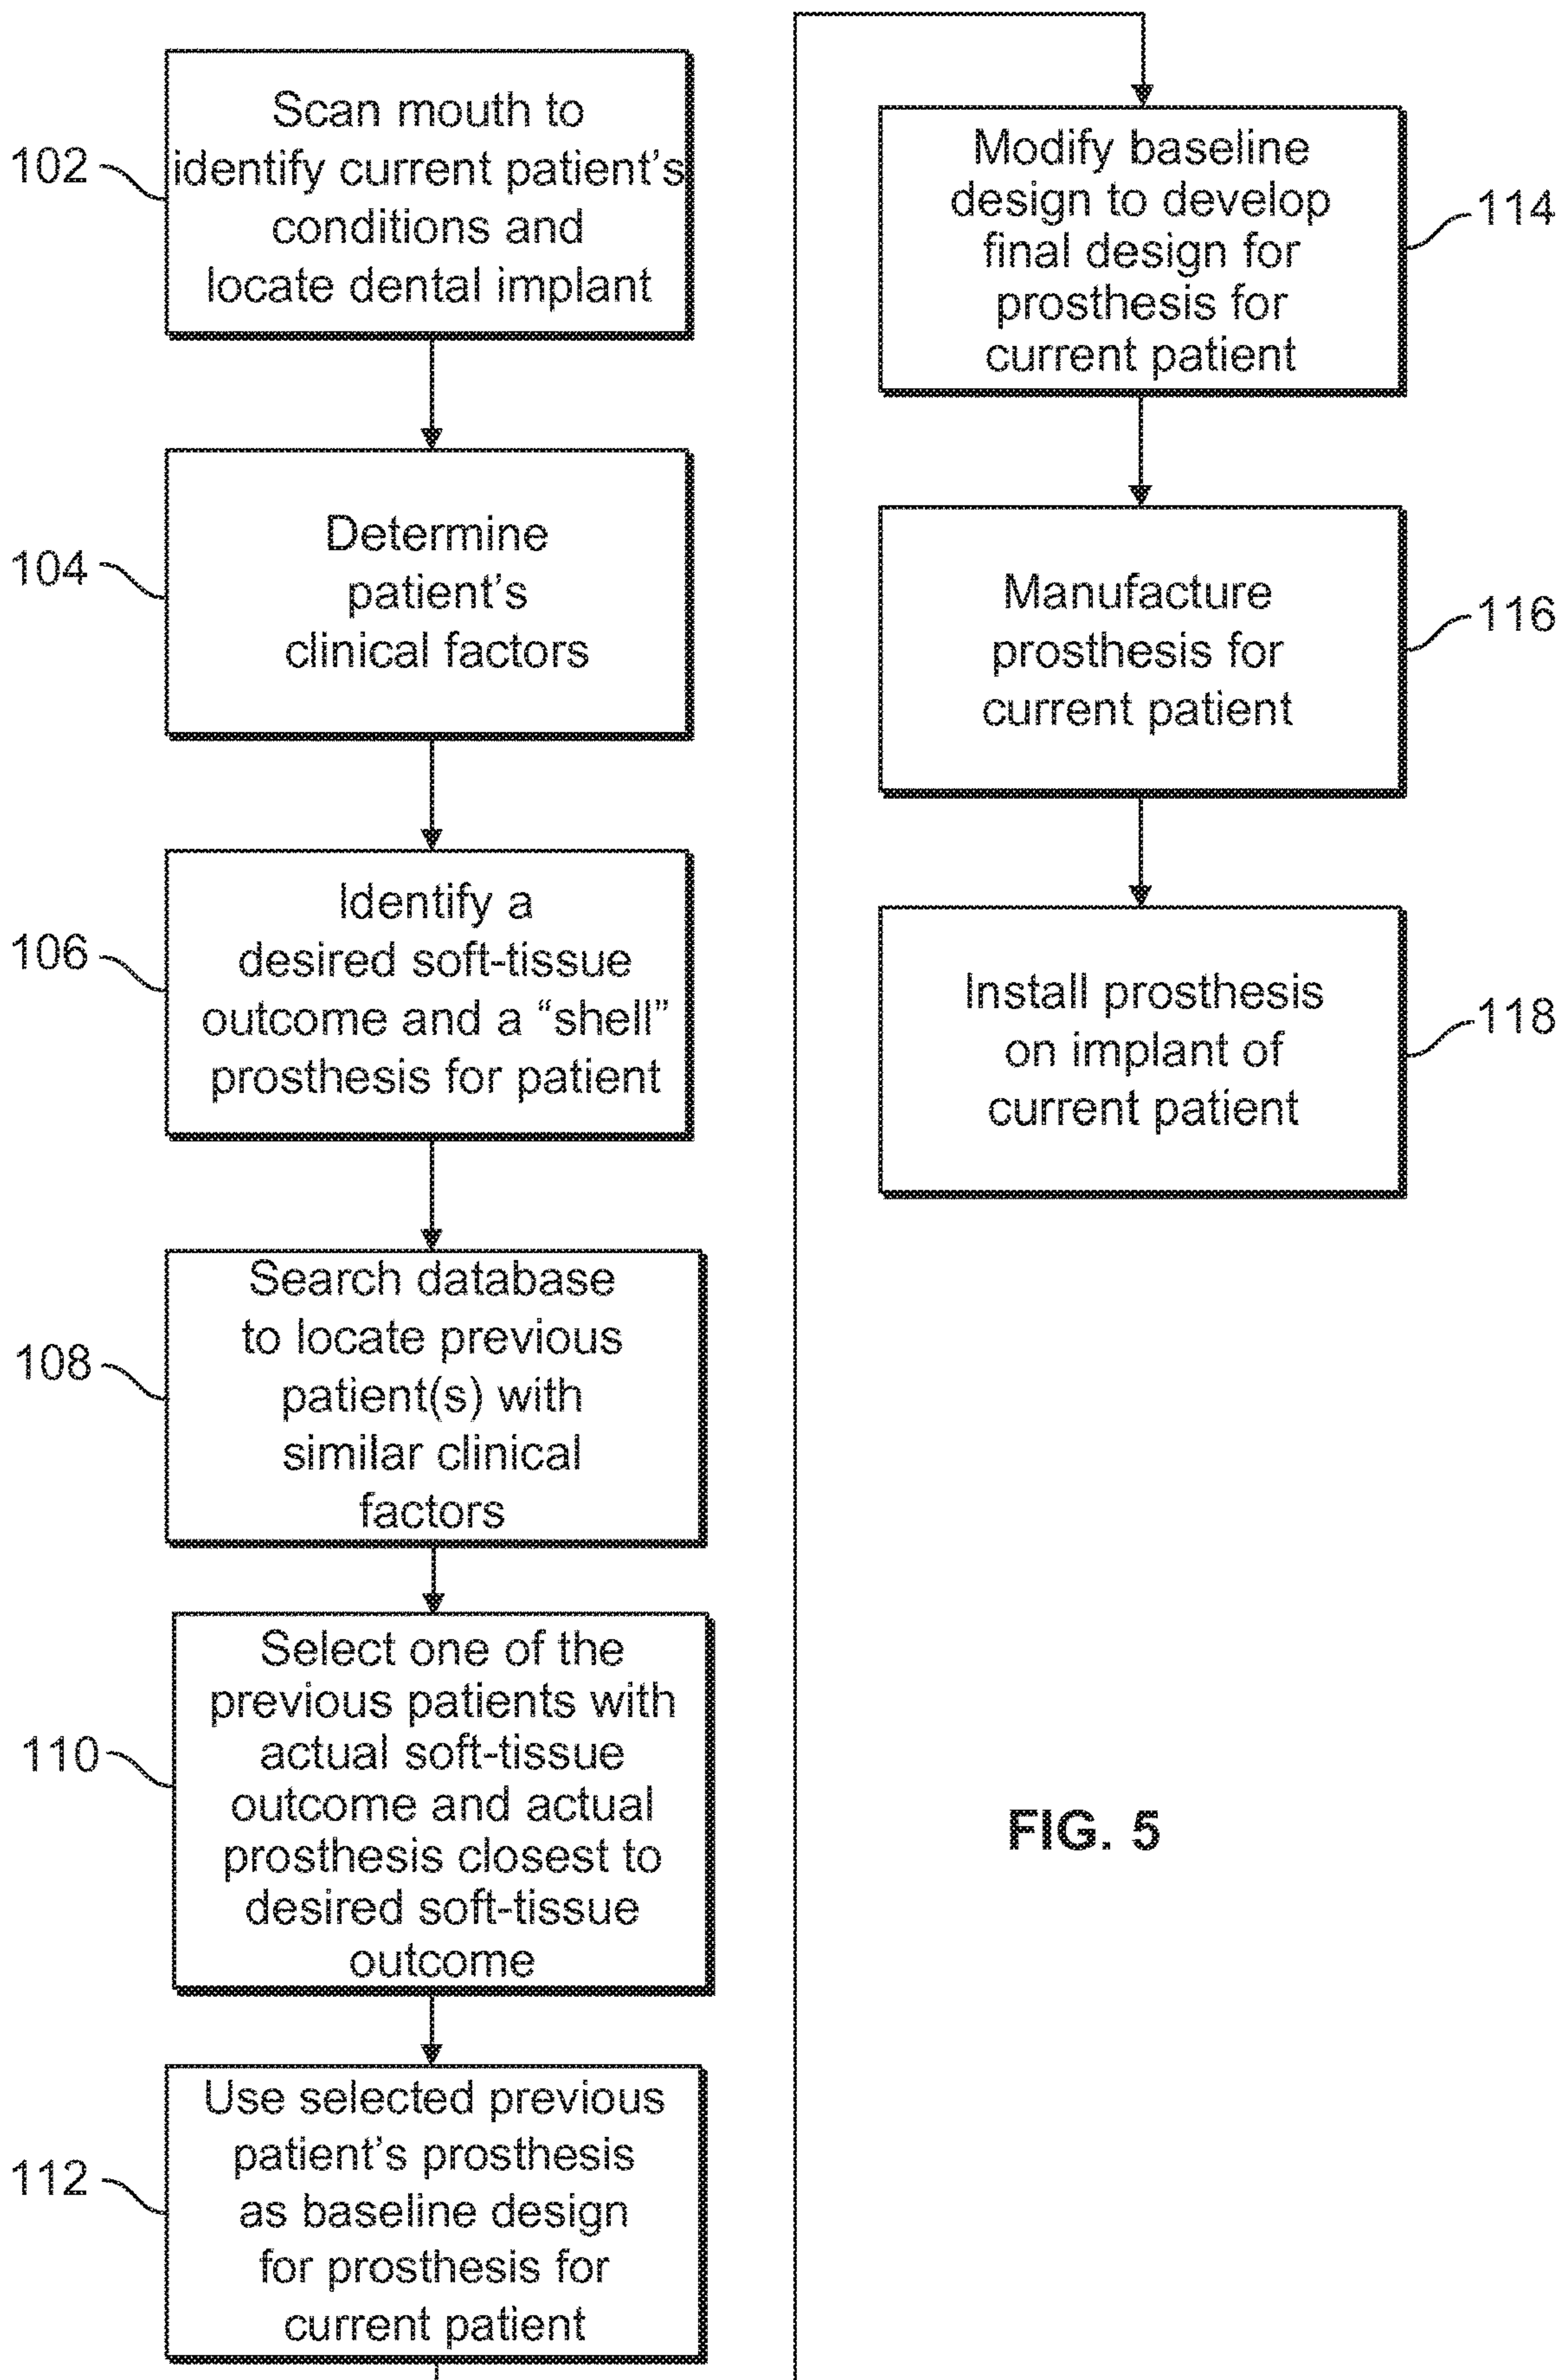 102
Scan mouth to
identify current patient's
conditions and
locate dental implant
104
Determine
patient's
clinical factors
106
Identify a
desired soft-tissue
outcome and a “shell”
prosthesis for patient
108
Search database
to locate previous
patient(s) with
similar clinical
factors
110
Select one of the
previous patients with
actual soft-tissue
outcome and actual
prosthesis closest to
desired soft-tissue
outcome
112
Use selected previous
patient's prosthesis
as baseline design
for prosthesis for
current patient
Modify baseline
design to develop
final design for
prosthesis for
current patient
114
Manufacture
prosthesis for
current patient
116
Install prosthesis
on implant of
current patient
118
FIG. 5